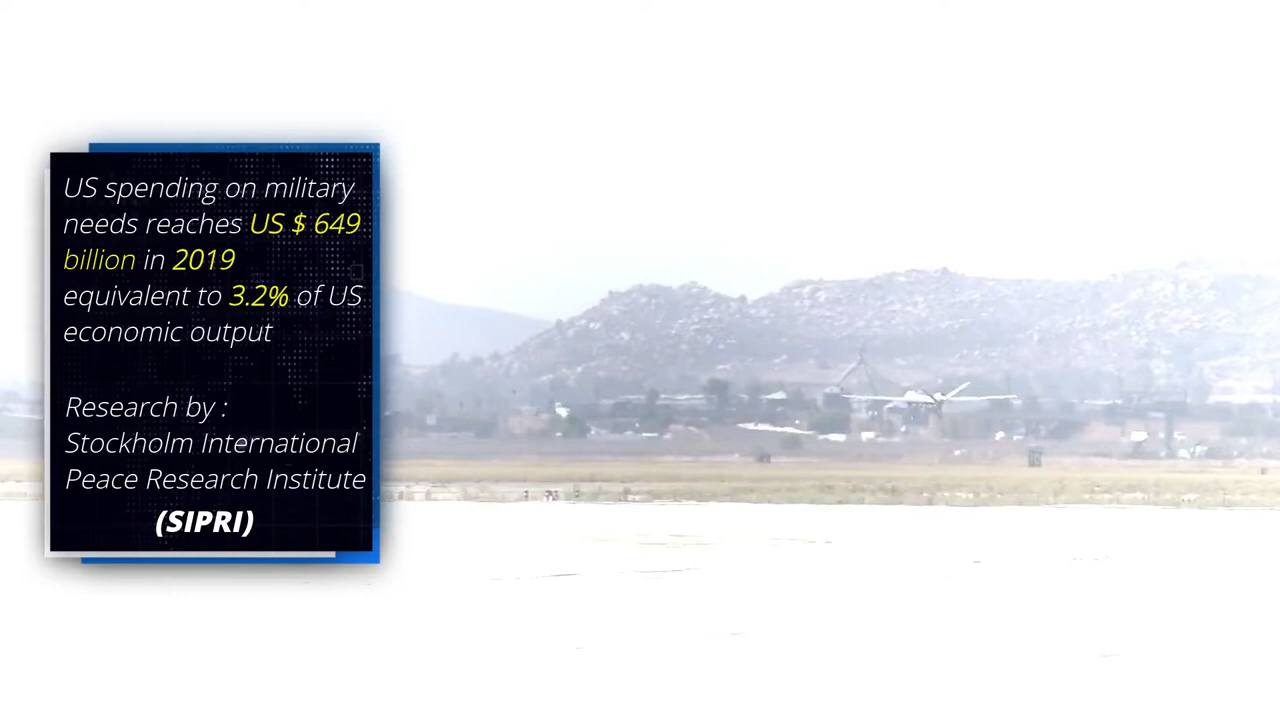 US spending on military
needs reaches US $ 649
billion in 2019
equivalent to 3.2% of US
economic output
Research by :
Stockholm International
Peace Research Institute
(SIPRI)